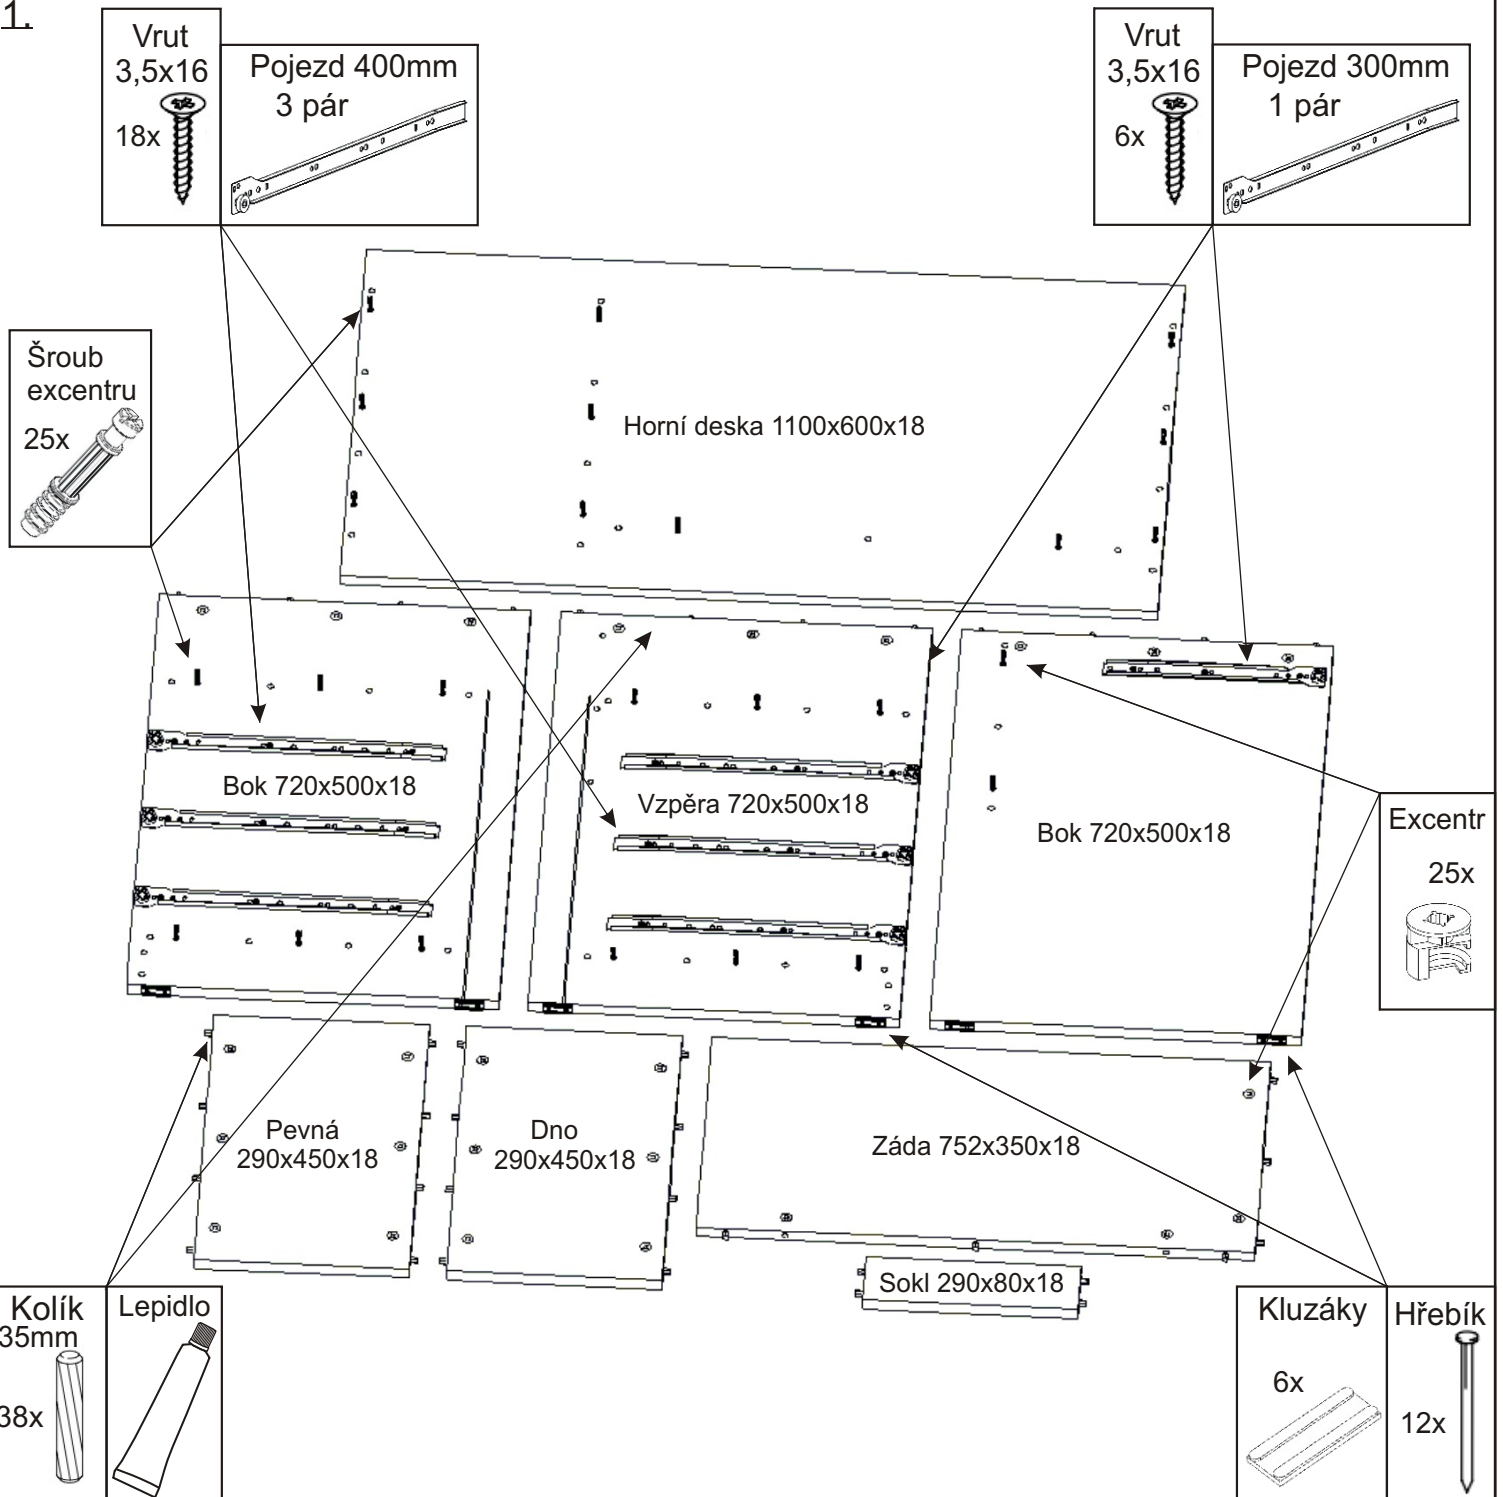 1.
Vrut
3,5x16
18x
Pojezd 400mm
3 pár
Vrut
3,5x16
6x
Pojezd 300mm
1 pár
Šroub
excentru
25x
Horní deska 1100x600x18
Bok 720x500x18
Vzpěra 720x500x18
Bok 720x500x18
Excentr
25x
Pevná
290x450x18
Dno
290x450x18
Záda 752x350x18
Sokl 290x80x18
Kolík
35mm
38x
Lepidlo
Kluzáky
6x
Hřebík
12x